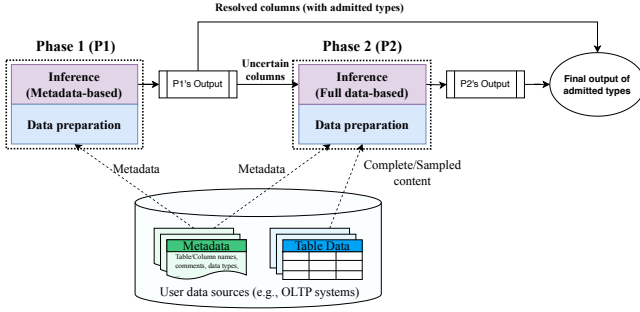 Resolved columns (with admitted types)
Phase 1 (P1)
Phase 2 (P2)
Inference
(Metadata-based)
Data preparation
P1's Output
Uncertain
columns
Inference
(Full data-based)
Data preparation
P2's Output
Final output of
admitted types
Metadata
Metadata
Complete/Sampled
content
Metadata
Table/Column names,
comments, data types,
Table Data
User data sources (e.g., OLTP systems)